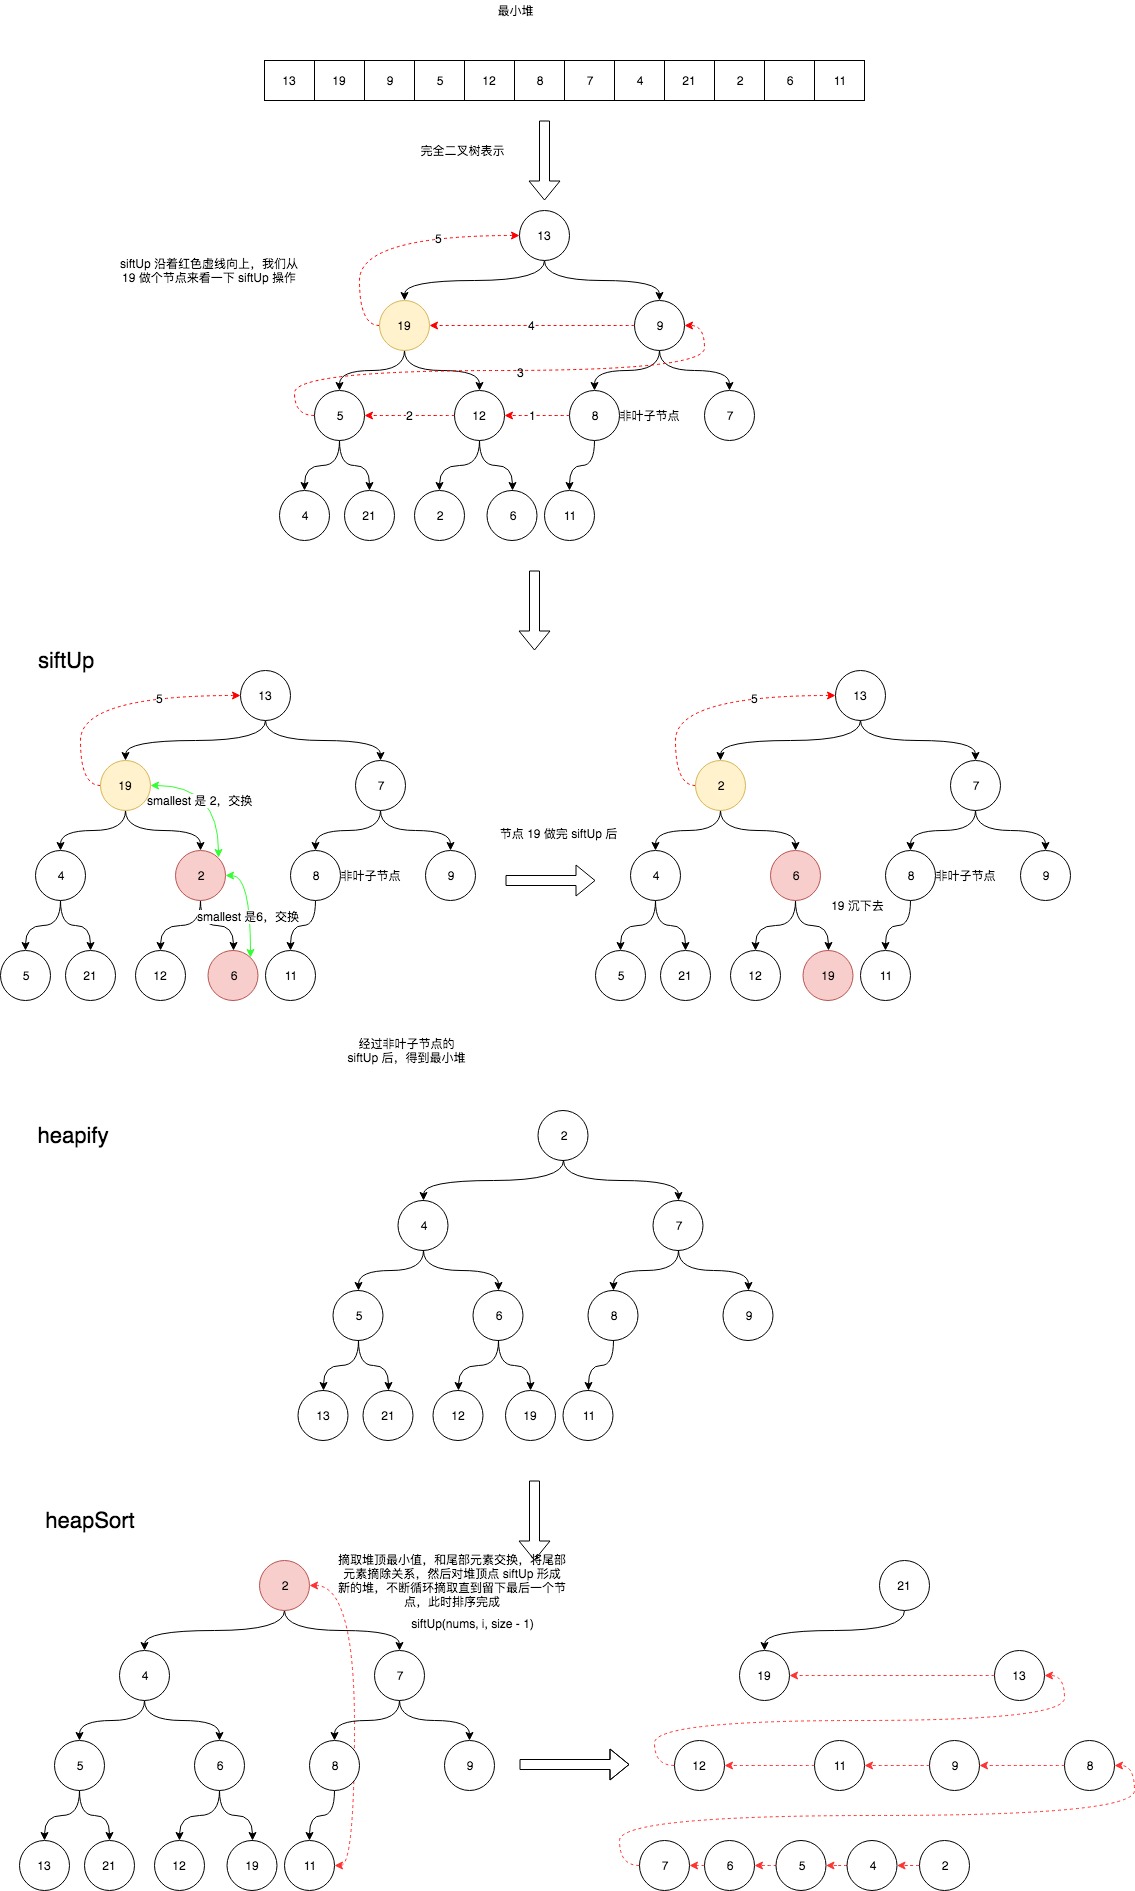 最小堆
13 19 9 5 12 8 7 4 21 2 6 11
完全二叉树表示
13
5
siftUp 沿着红色虚线向上，我们从
19 做个节点来看一下 siftUp 操作
19 4 9
3
5 2 12 1 8 非叶子节点 7
4 21 2 6 11
siftUp
13
5
19
7
smallest 是 2，交换
4 2 8 非叶子节点 9
smallest 是6，交换
5 21 12 6 11
节点 19 做完 siftUp 后
13
5
2 7
4 6 8 非叶子节点 9
19 沉下去
5 21 12 19 11
经过非叶子节点的
siftUp 后，得到最小堆
heapify
2
4 7
5 6 8 9
13 21 12 19 11
heapSort
摘取堆顶最小值，和尾部元素交换，将尾部
元素摘除关系，然后对堆顶点 siftUp 形成
新的堆，不断循环摘取直到留下最后一个节
点，此时排序完成
siftUp(nums, i, size - 1)
2
4 7
5 6 8 9
13 21 12 19 11
21
19 13
12 11 9 8
7 6 5 4 2